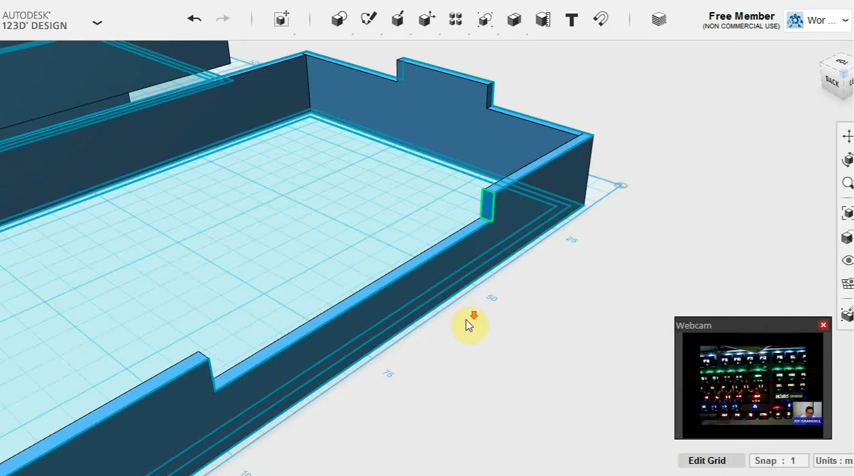 AUTODESK®
123D® DESIGN
T
Free Member
(NON COMMERCIAL USE)
Wor ...
TOP
BACK
25
50
75
Webcam
Edit Grid
Snap : 1
Units : m